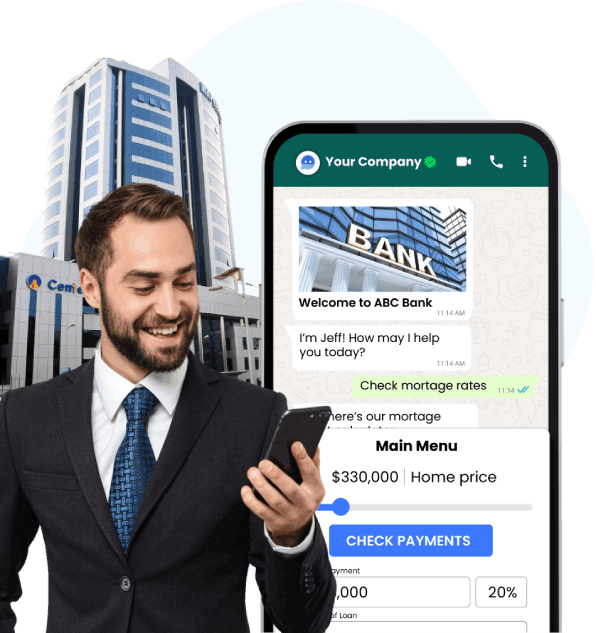 Your Company
BANK
Welcome to ABC Bank
11:14 AM
I'm Jeff! How may I help
you today?
11:14 AM
Check mortage rates
11:14
here's our mortage
Main Menu
$330,000 Home price
CHECK PAYMENTS
ayment
,000
20%
of Loan